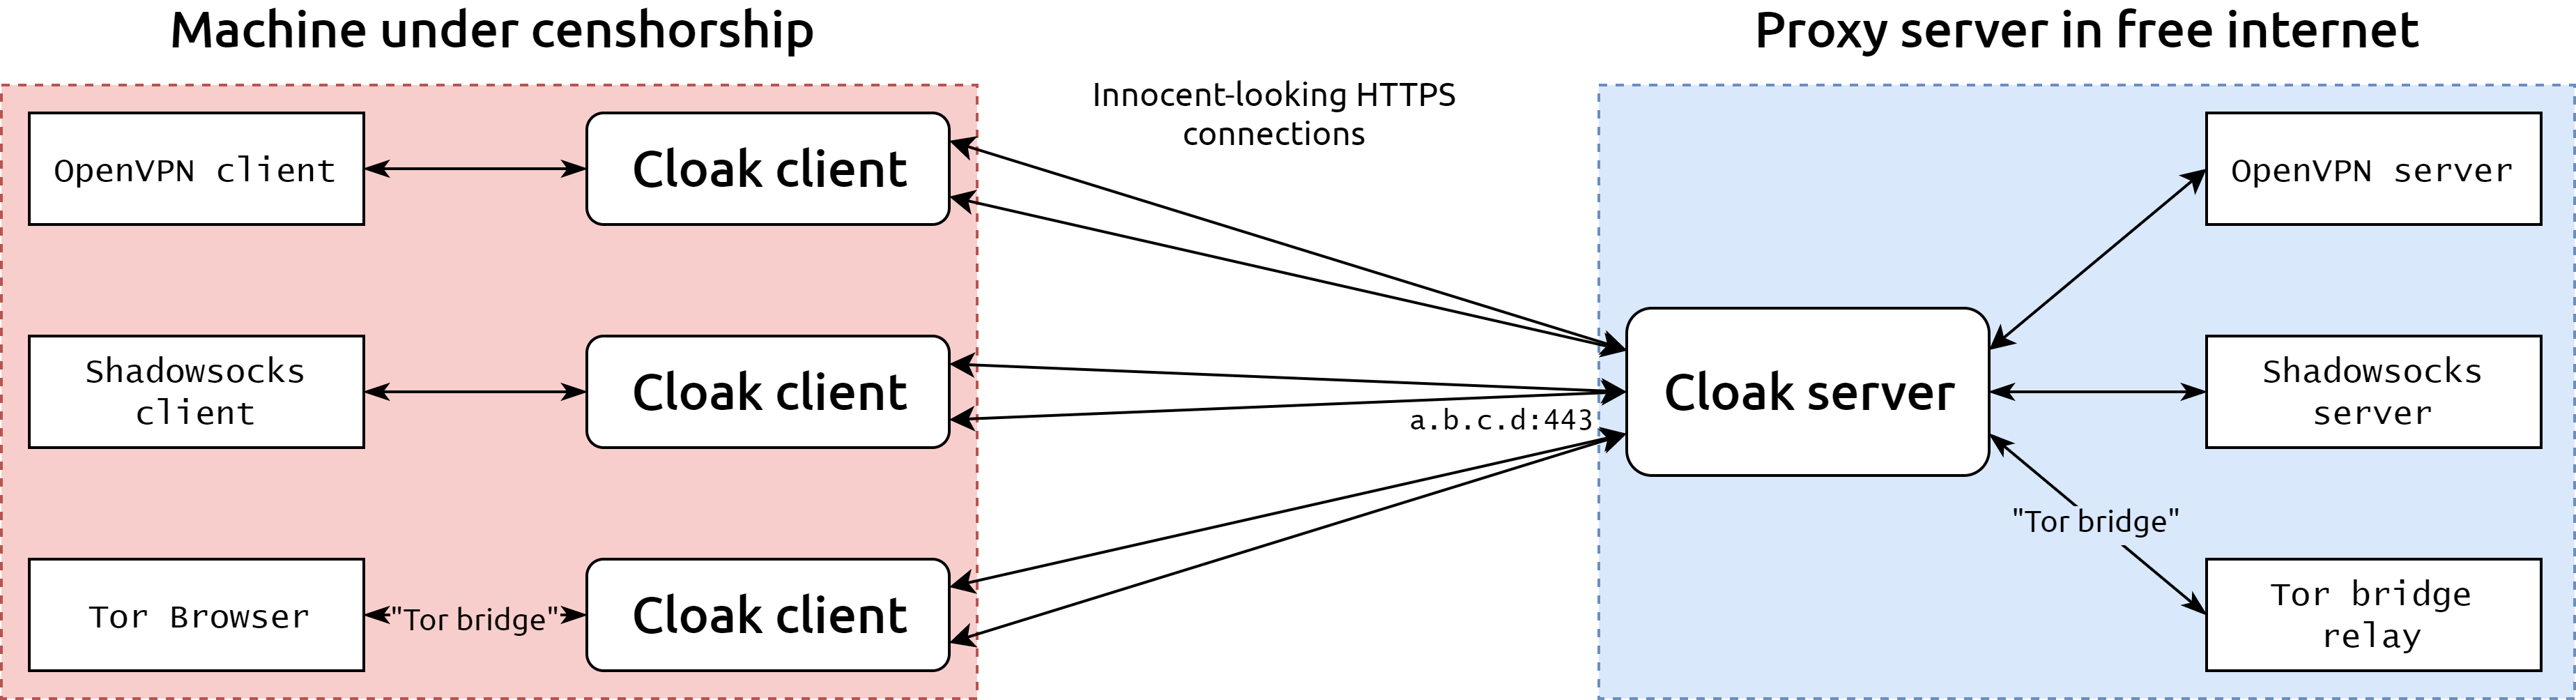 Machine under censhorship
Proxy server in free internet
Innocent-looking HTTPS
connections
OpenVPN client
Cloak client
OpenVPN server
Shadowsocks
client
Cloak client
a.b.c.d:443
Cloak server
Shadowsocks
server
"Tor bridge"
Tor Browser
"Tor bridge"
Cloak client
Tor bridge
relay